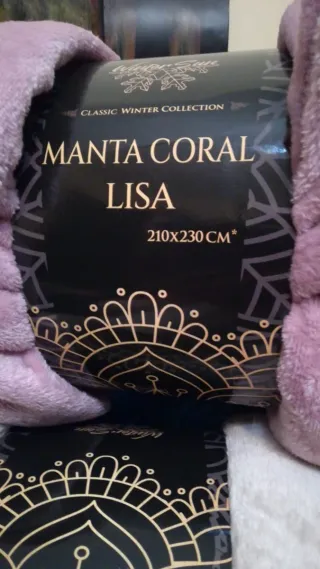 Classic Winter Collection
MANTA CORAL
LISA
210x230 CM*